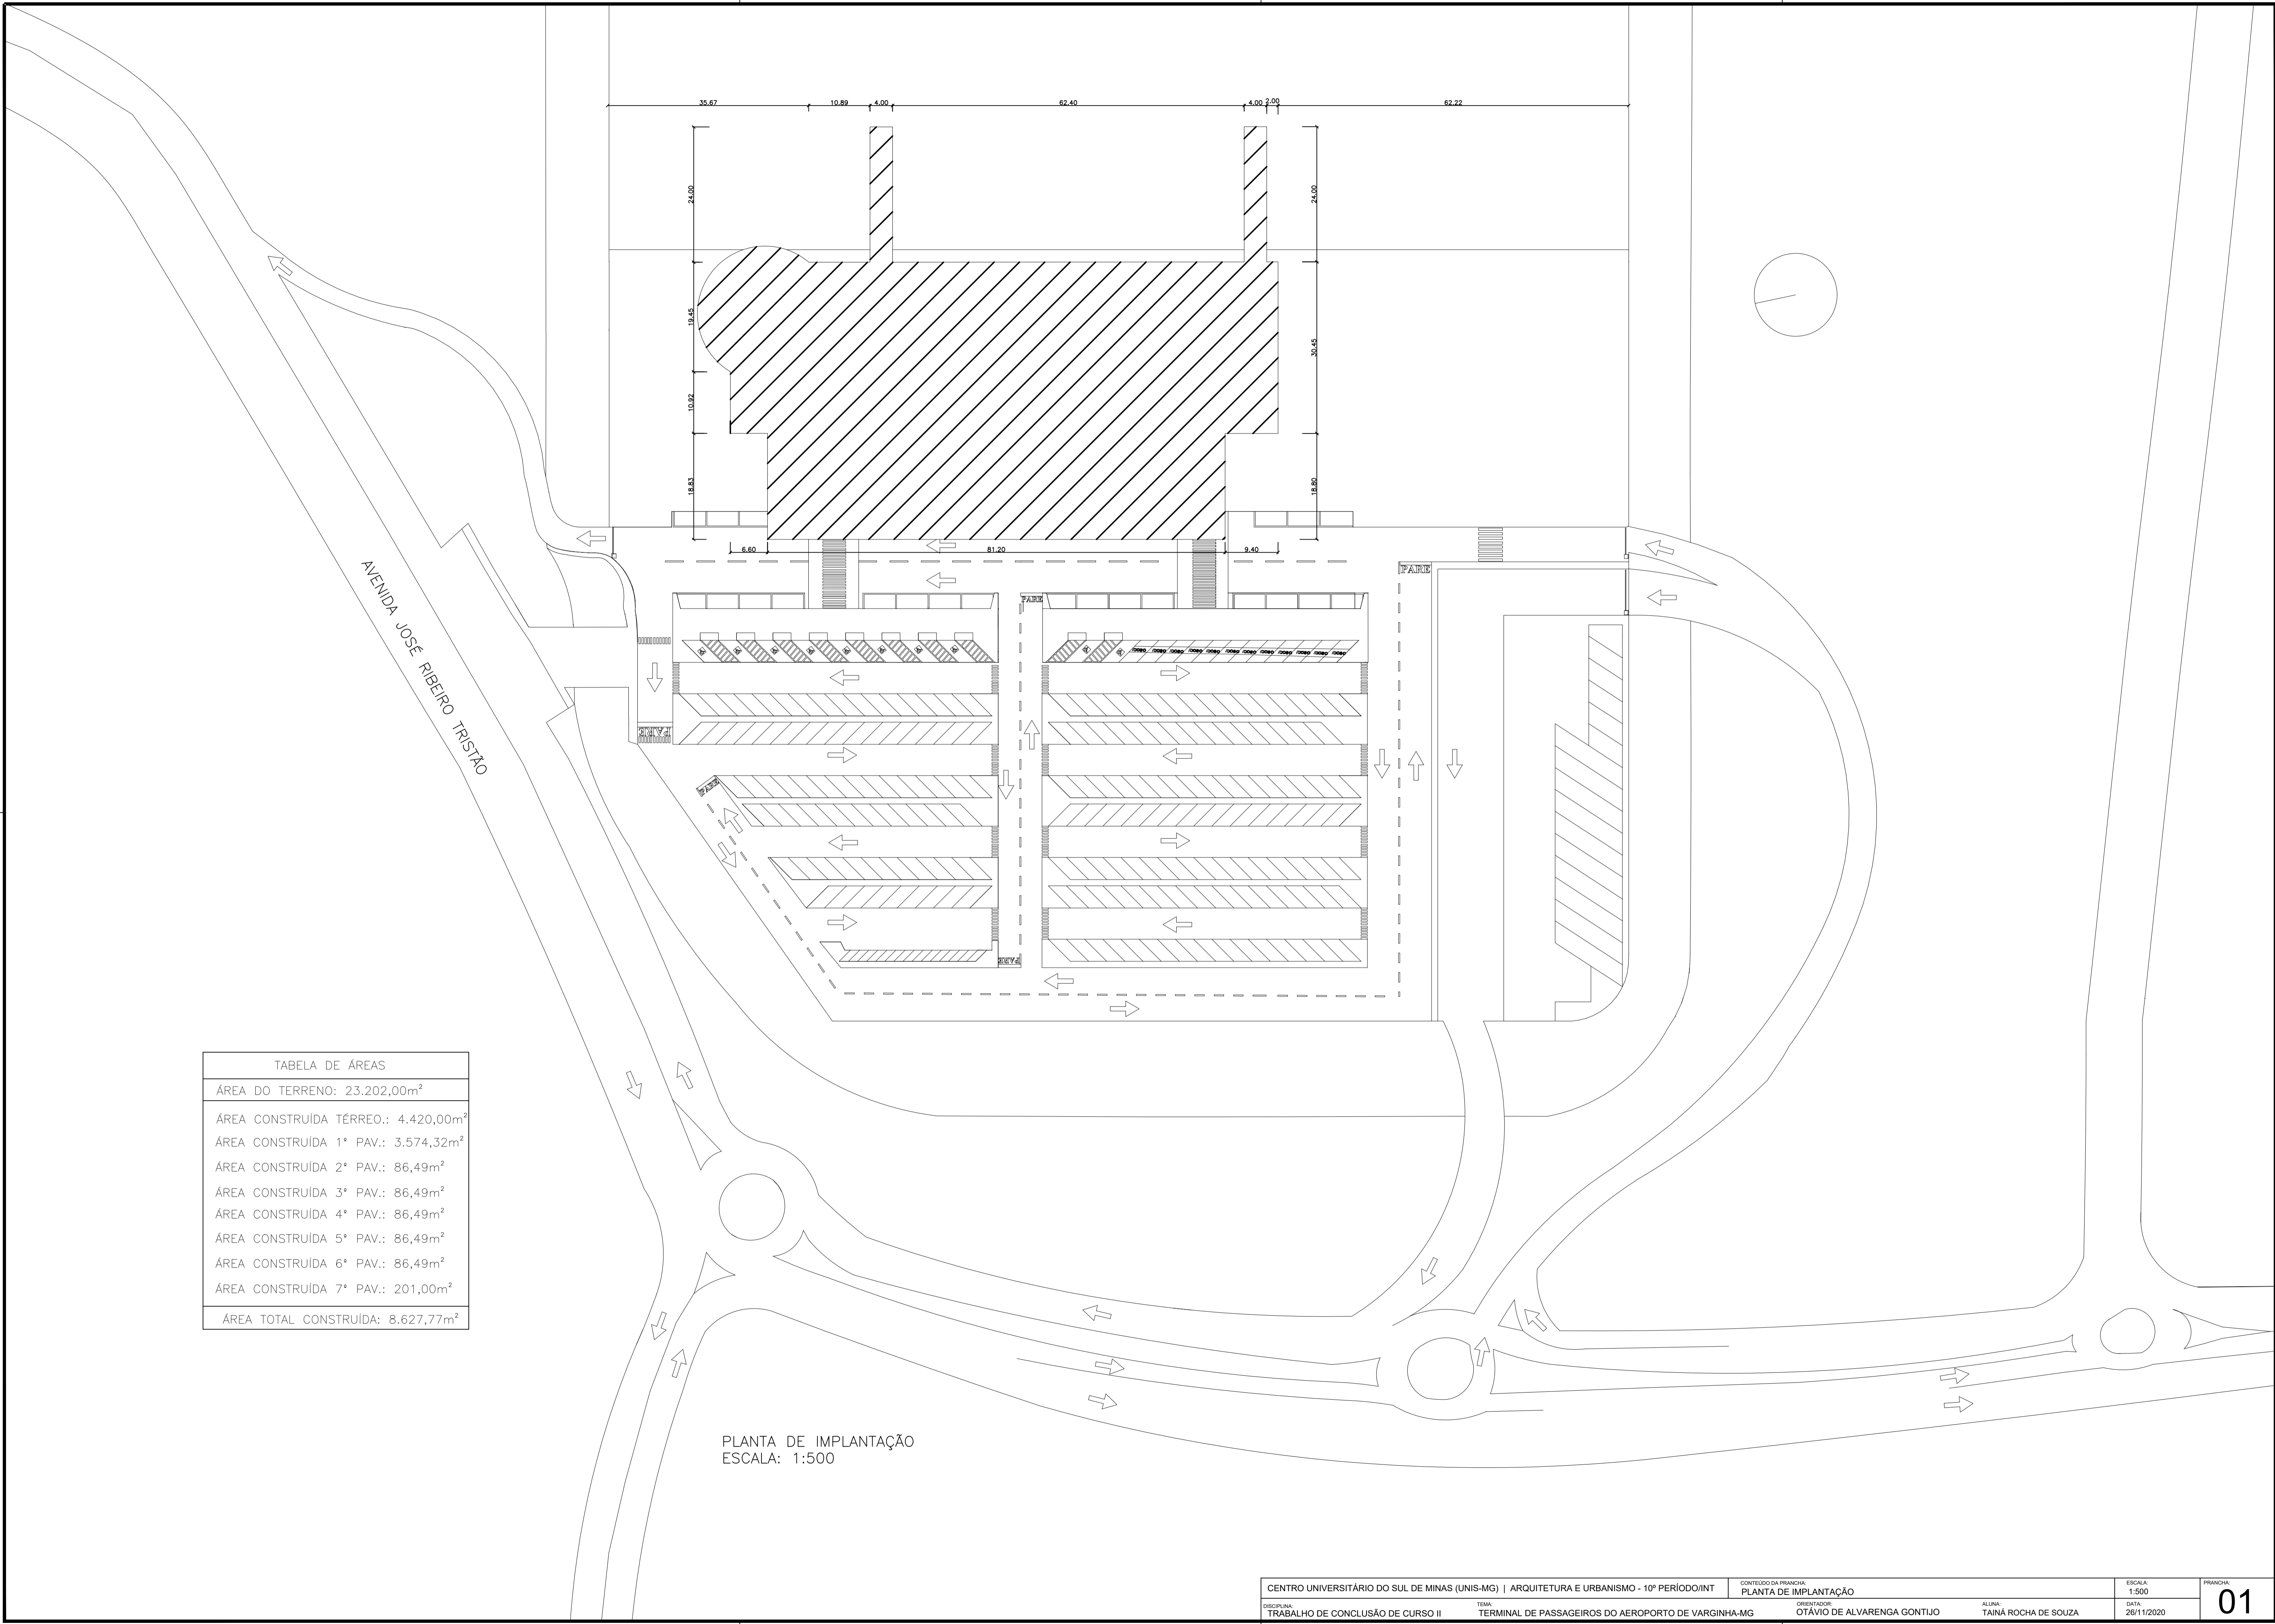 35.67 10.89 4.00 62.40 4.00 2.00 62.22
24.00
24.00
19.45
30.45
10.92
18.83
18.80
6.60 81.20 9.40
PARE
PARE
PARE
PARE
PARE
AVENIDA JOSÉ RIBEIRO TRISTÃO
TABELA DE ÁREAS
ÁREA DO TERRENO: 23.202,00m²
ÁREA CONSTRUÍDA TÉRREO.: 4.420,00m²
ÁREA CONSTRUÍDA 1° PAV.: 3.574,32m²
ÁREA CONSTRUÍDA 2° PAV.: 86,49m²
ÁREA CONSTRUÍDA 3° PAV.: 86,49m²
ÁREA CONSTRUÍDA 4° PAV.: 86,49m²
ÁREA CONSTRUÍDA 5° PAV.: 86,49m²
ÁREA CONSTRUÍDA 6° PAV.: 86,49m²
ÁREA CONSTRUÍDA 7° PAV.: 201,00m²
ÁREA TOTAL CONSTRUÍDA: 8.627,77m²
PLANTA DE IMPLANTAÇÃO
ESCALA: 1:500
CENTRO UNIVERSITÁRIO DO SUL DE MINAS (UNIS-MG) | ARQUITETURA E URBANISMO - 10º PERÍODO/INT
CONTEÚDO DA PRANCHA:
PLANTA DE IMPLANTAÇÃO
ESCALA:
1:500
PRANCHA:
01
DISCIPLINA:
TRABALHO DE CONCLUSÃO DE CURSO II
TEMA:
TERMINAL DE PASSAGEIROS DO AEROPORTO DE VARGINHA-MG
ORIENTADOR:
OTÁVIO DE ALVARENGA GONTIJO
ALUNA:
TAINÁ ROCHA DE SOUZA
DATA:
26/11/2020